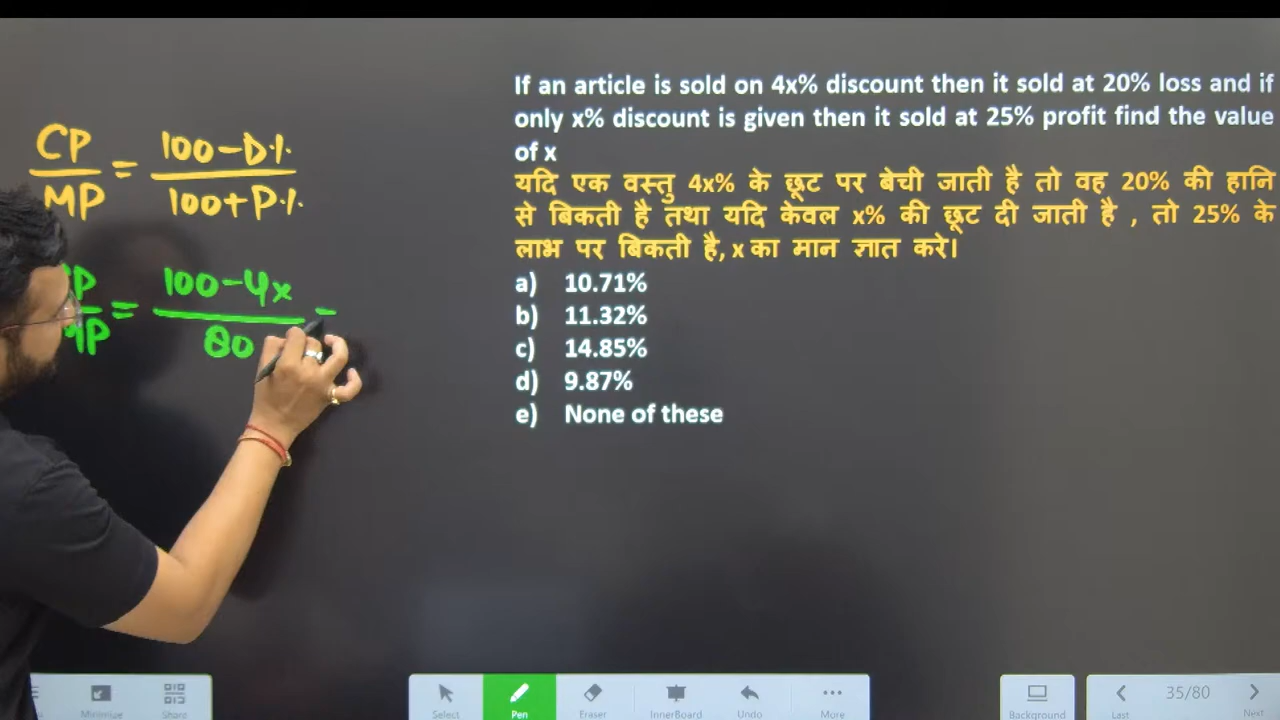 CP/MP = 100-D%/100+P%
MP = 100-4x/80 =
If an article is sold on 4x% discount then it sold at 20% loss and if
only x% discount is given then it sold at 25% profit find the value
of x
यदि एक वस्तु 4x% के छूट पर बेची जाती है तो वह 20% की हानि
से बिकती है तथा यदि केवल x% की छूट दी जाती है , तो 25% के
लाभ पर बिकती है, x का मान ज्ञात करे।
a) 10.71%
b) 11.32%
c) 14.85%
d) 9.87%
e) None of these
Minimize Share Select Pen Eraser InnerBoard Undo More Background Last 35/80 Next